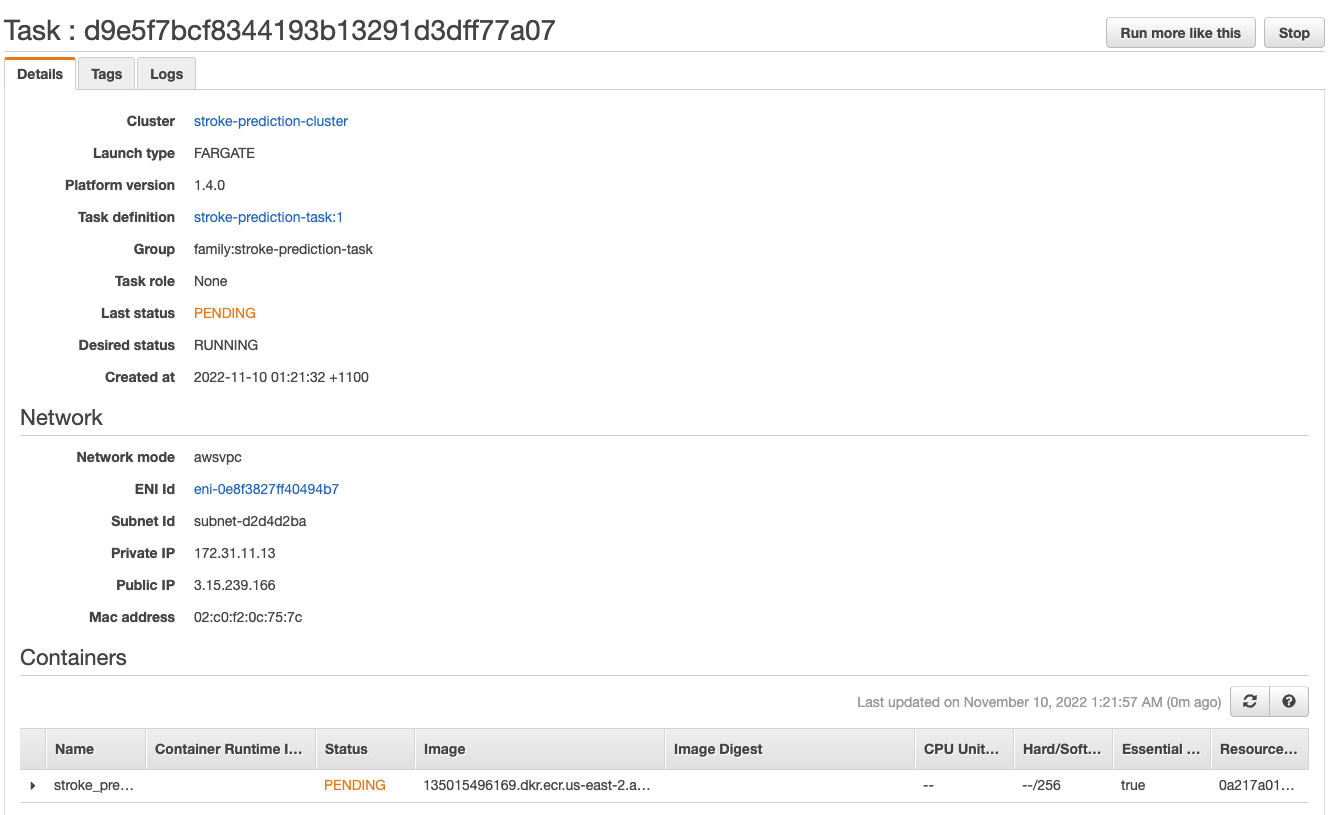 Task : d9e5f7bcf8344193b13291d3dff77a07
Run more like this
Stop
Details
Tags
Logs
Cluster stroke-prediction-cluster
Launch type FARGATE
Platform version 1.4.0
Task definition stroke-prediction-task:1
Group family:stroke-prediction-task
Task role None
Last status PENDING
Desired status RUNNING
Created at 2022-11-10 01:21:32 +1100
Network
Network mode awsvpc
ENI Id eni-0e8f3827ff40494b7
Subnet Id subnet-d2d4d2ba
Private IP 172.31.11.13
Public IP 3.15.239.166
Mac address 02:c0:f2:0c:75:7c
Containers
Last updated on November 10, 2022 1:21:57 AM (0m ago)
Name Container Runtime I... Status Image Image Digest CPU Unit... Hard/Soft... Essential ... Resource...
stroke_pre... PENDING 135015496169.dkr.ecr.us-east-2.a... -- --/256 true 0a217a01...